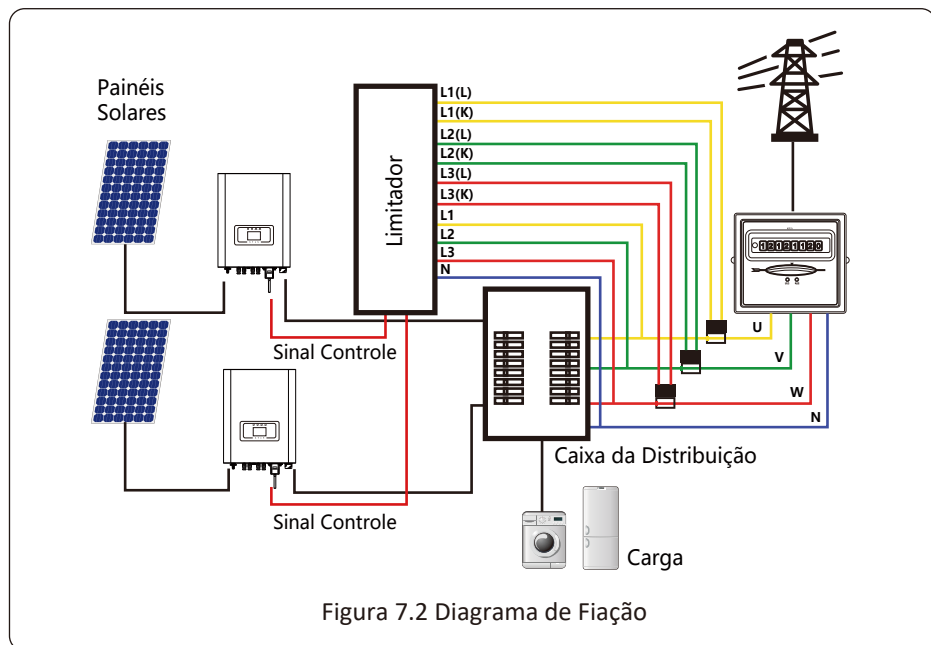 Painéis
Solares
Limitador
L1(L)
L1(K)
L2(L)
L2(K)
L3(L)
L3(K)
L1
L2
L3
N
U
V
W
N
Sinal Controle
Caixa da Distribuição
Sinal Controle
Carga
Figura 7.2 Diagrama de Fiação